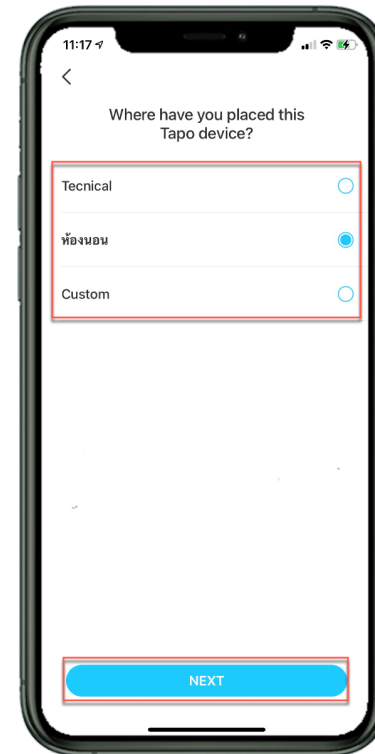 11:17
Where have you placed this
Tapo device?
Tecnical
ห้องนอน
Custom
NEXT